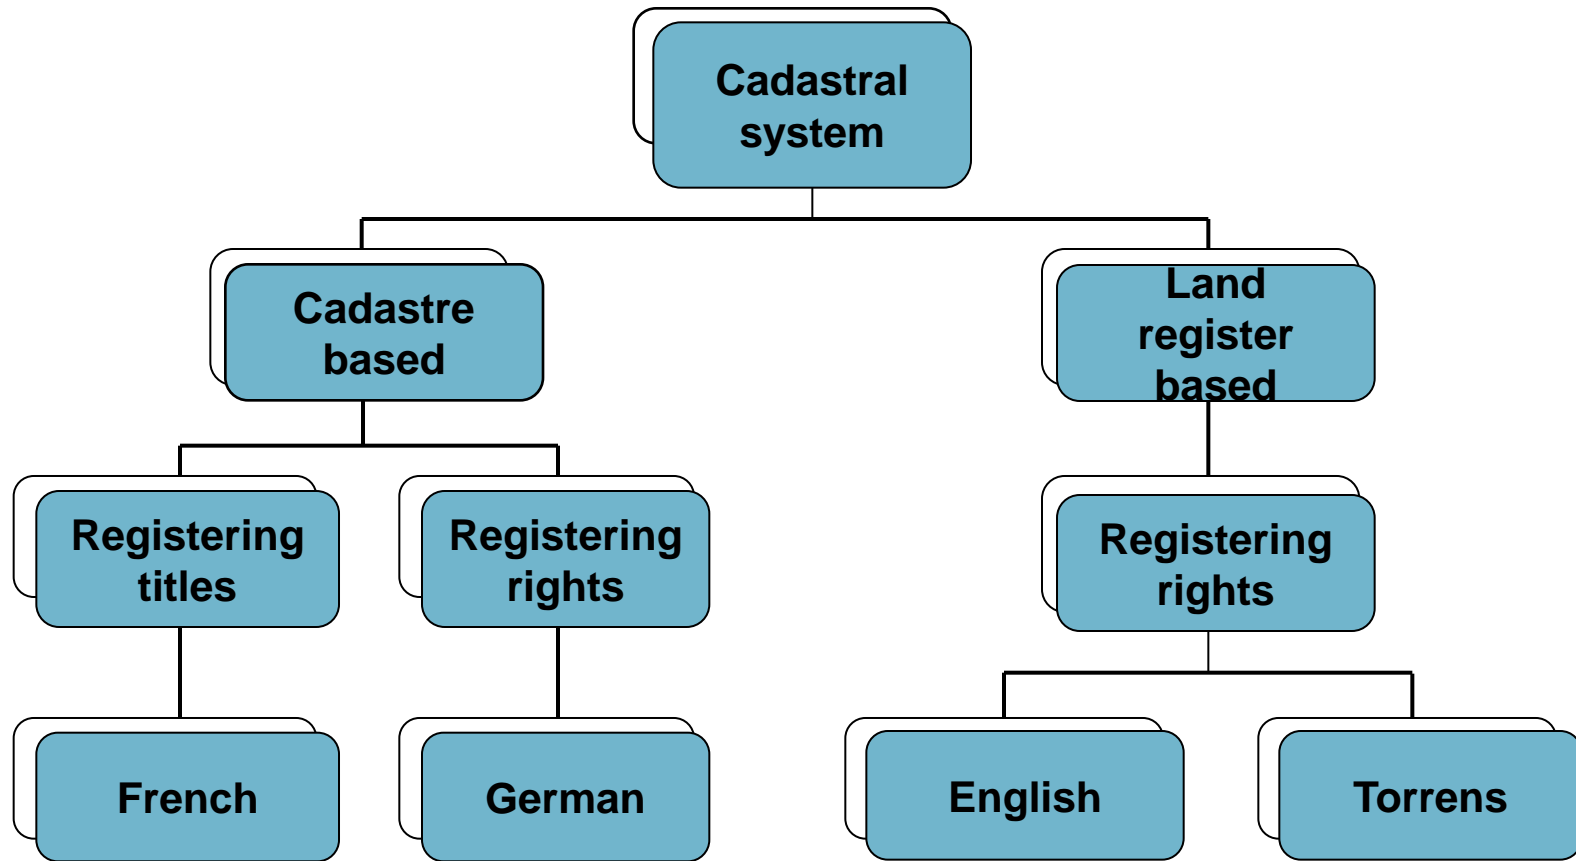 Cadastral
system
Cadastre
based
Land
register
based
Registering
titles
Registering
rights
Registering
rights
French
German
English
Torrens